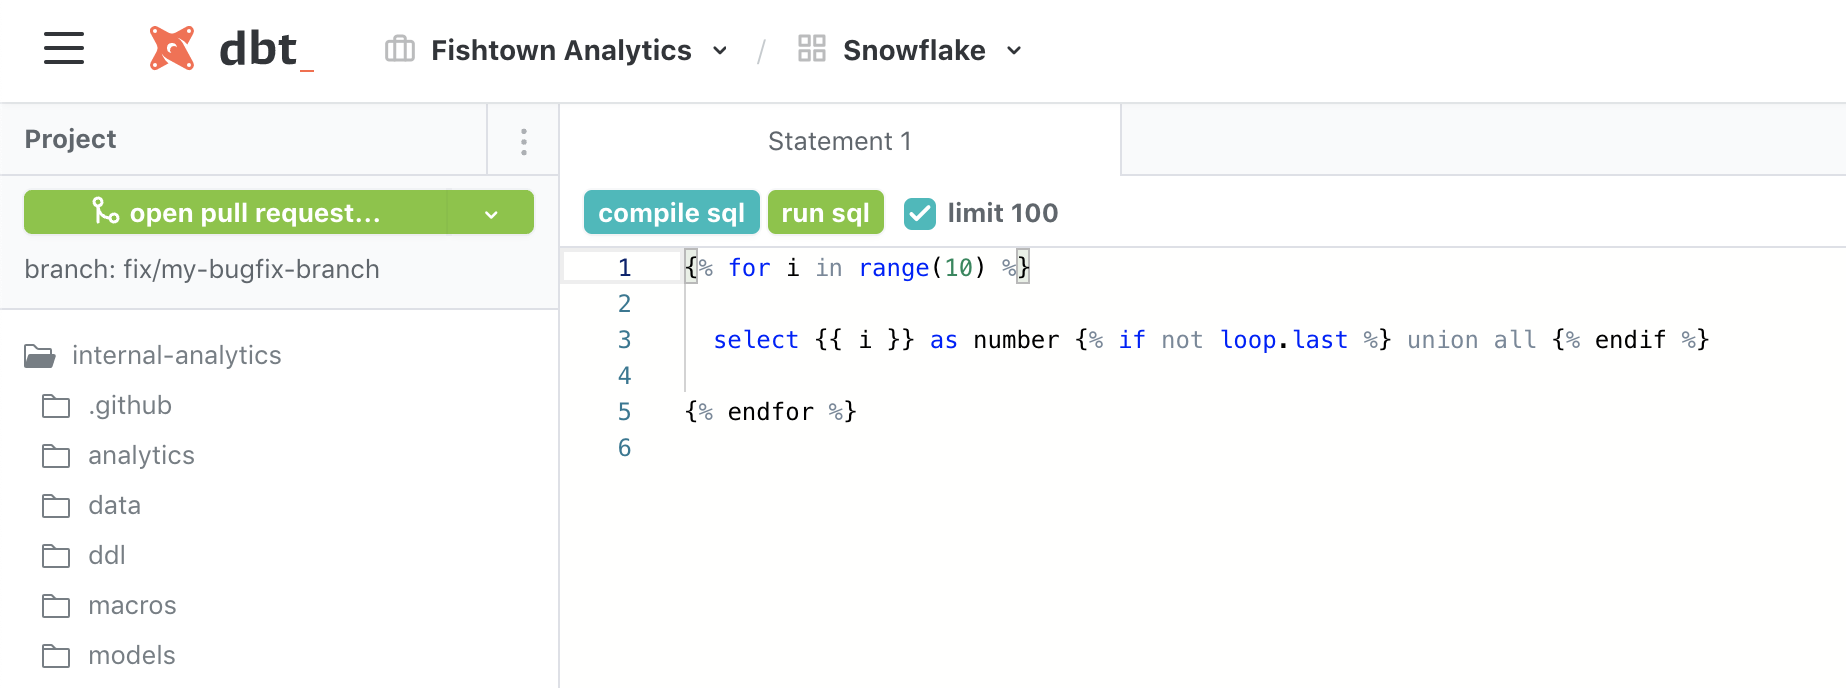 dbt_ Fishtown Analytics / Snowflake
Project
Statement 1
open pull request...
compile sql run sql limit 100
branch: fix/my-bugfix-branch
1 {% for i in range(10) %}
2
3 select {{ i }} as number {% if not loop.last %} union all {% endif %}
4
5 {% endfor %}
6
internal-analytics
.github
analytics
data
ddl
macros
models